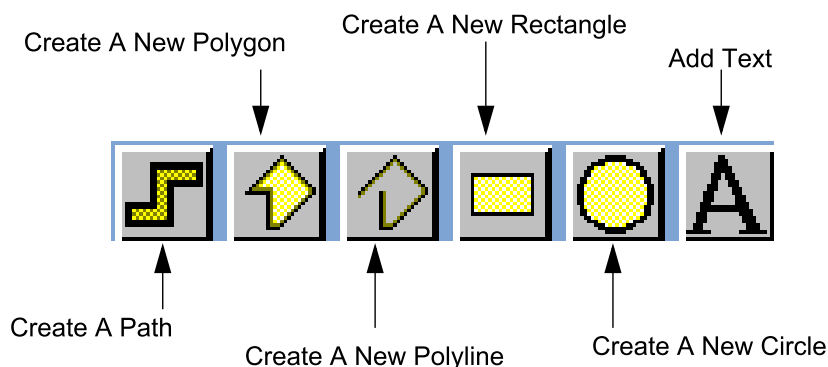 Create A New Rectangle
Create A New Polygon
Add Text
A
Create A Path
Create A New Circle
Create A New Polyline